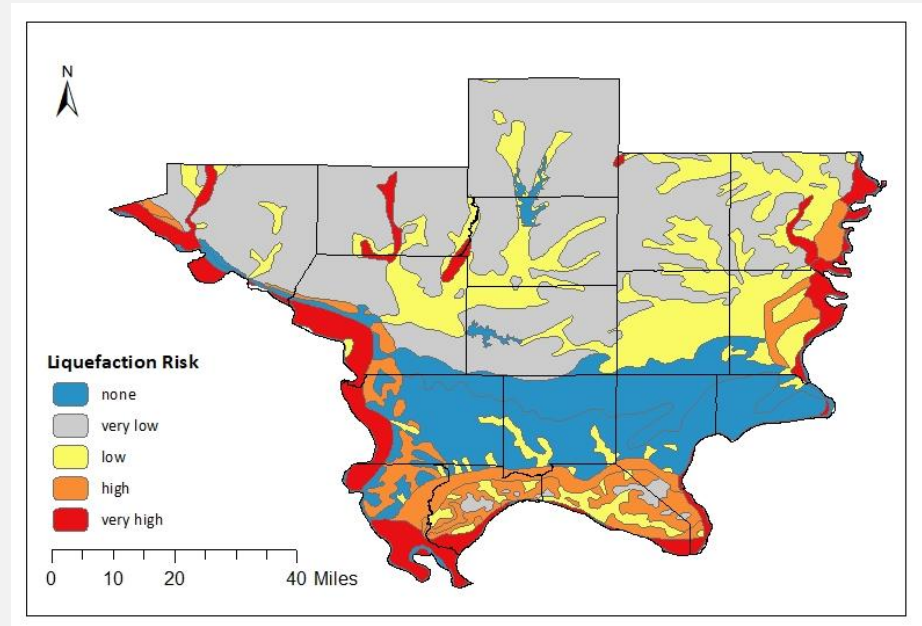 N
Liquefaction Risk
none
very low
low
high
very high
0 10 20 40 Miles